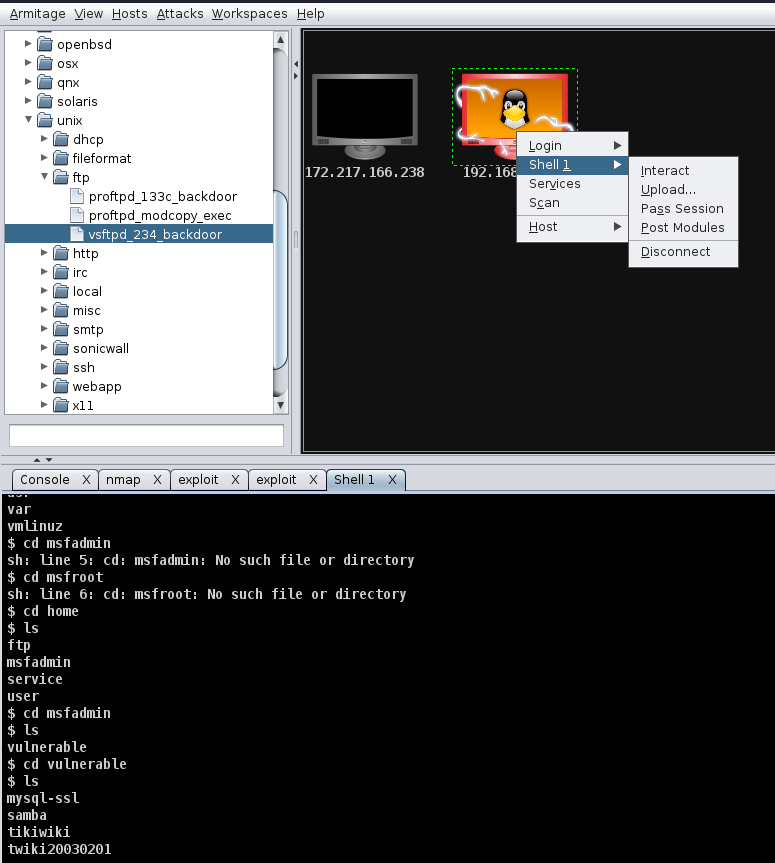 Armitage View Hosts Attacks Workspaces Help
openbsd
osx
qnx
solaris
unix
dhcp
fileformat
ftp
proftpd_133c_backdoor
proftpd_modcopy_exec
vsftpd_234_backdoor
http
irc
local
misc
smtp
sonicwall
ssh
webapp
x11
172.217.166.238
192.168
Login
Shell 1
Services
Scan
Host
Interact
Upload...
Pass Session
Post Modules
Disconnect
Console X nmap X exploit X exploit X Shell 1 X
var
vmlinuz
$ cd msfadmin
sh: line 5: cd: msfadmin: No such file or directory
$ cd msfroot
sh: line 6: cd: msfroot: No such file or directory
$ cd home
$ ls
ftp
msfadmin
service
user
$ cd msfadmin
$ ls
vulnerable
$ cd vulnerable
$ ls
mysql-ssl
samba
tikiwiki
twiki20030201